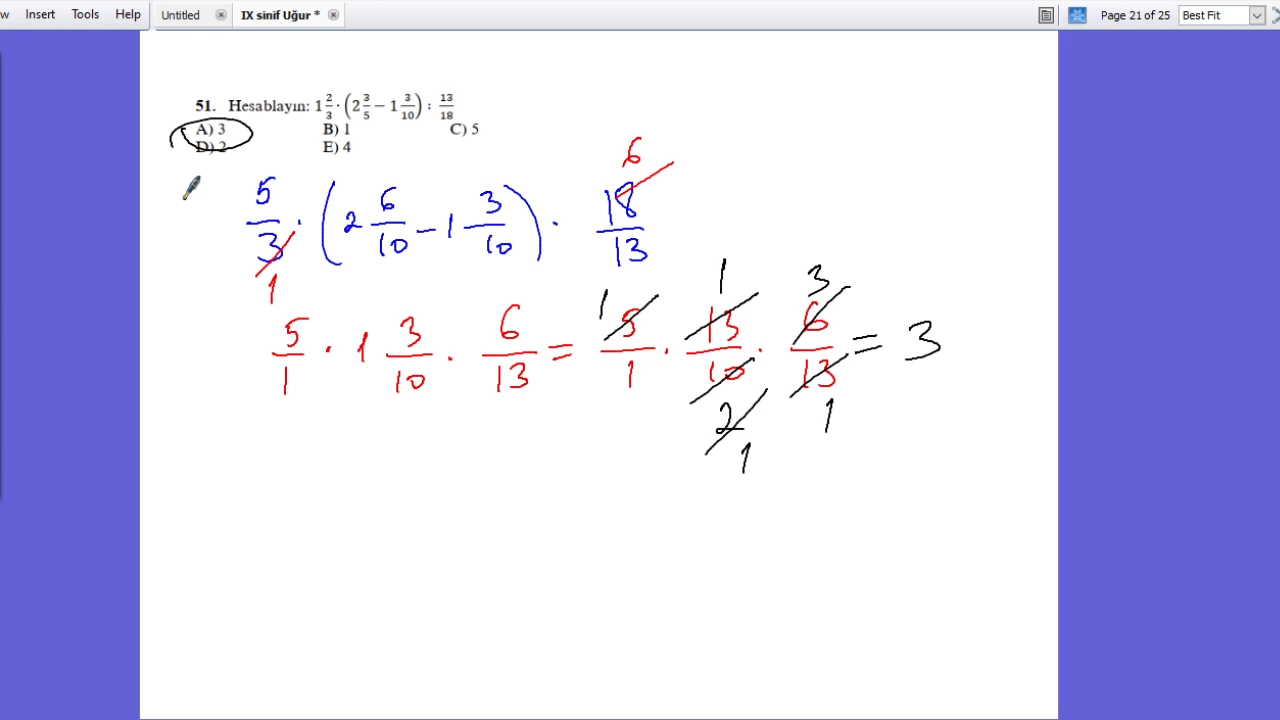 w Insert Tools Help Untitled IX sinif Uğur * Page 21 of 25 Best Fit
51. Hesablayın: 1 2/3 · (2 3/5 − 1 3/10) : 13/18
A) 3 B) 1 C) 5
D) 2 E) 4
6
5/3 · (2 6/10 − 1 3/10) · 18/13
1
1 1 3
5/1 · 1 3/10 · 6/13 = 5/1 · 13/10 · 6/13 = 3
2 1
1